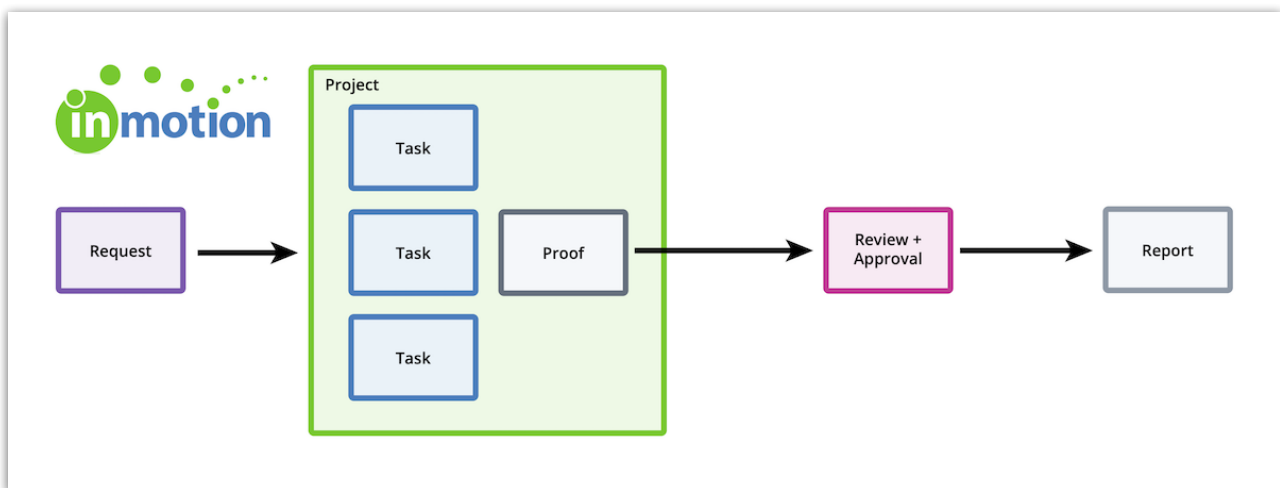 inmotion
Project
Task
Request
Task
Proof
Review +
Approval
Report
Task